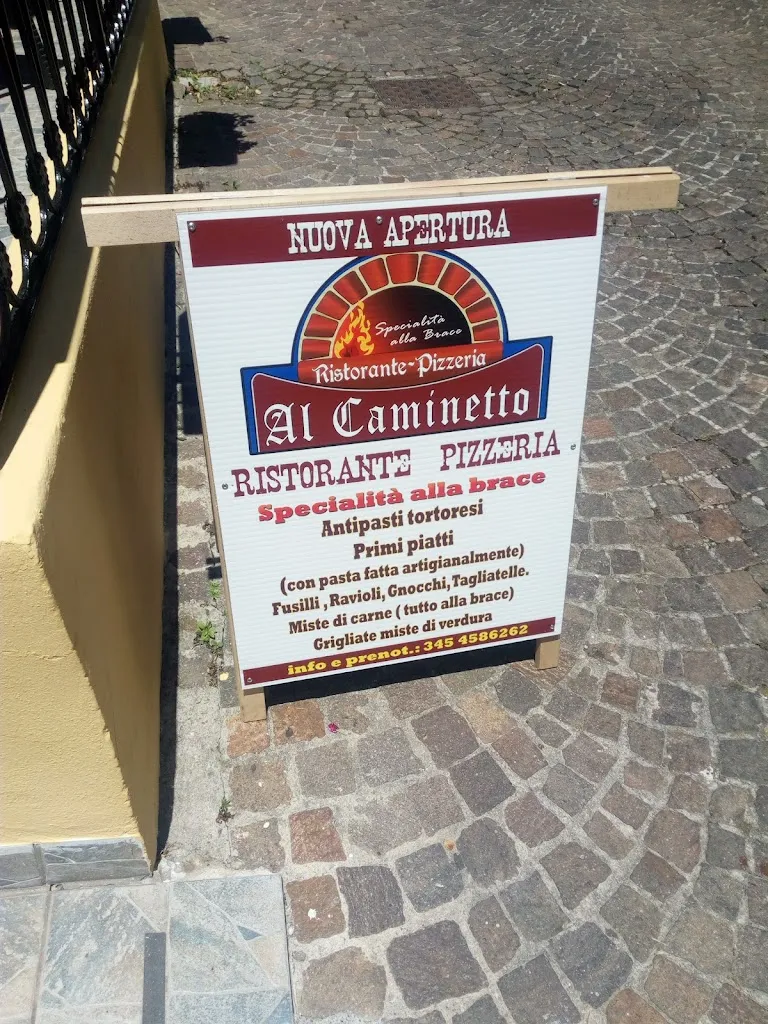 NUOVA APERTURA
Specialità
alla Brace
Ristorante-Pizzeria
Al Caminetto
RISTORANTE PIZZERIA
Specialità alla brace
Antipasti tortoresi
Primi piatti
(con pasta fatta artigianalmente)
Fusilli , Ravioli, Gnocchi,Tagliatelle.
Miste di carne ( tutto alla brace)
Grigliate miste di verdura
info e prenot.: 345 4586262